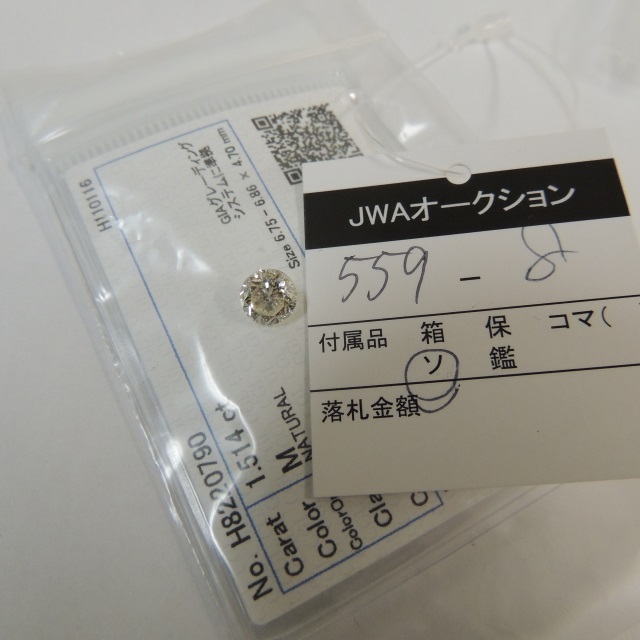 JWAオークション
559 - 8
付属品 箱 保 コマ(
ソ 鑑
落札金額
H110116
GIAグレーディング
システムに準拠
Size 6.75 - 6.86 × 4.70 mm
No. H8220790
Carat 1.514 ct
Color M
NATURAL